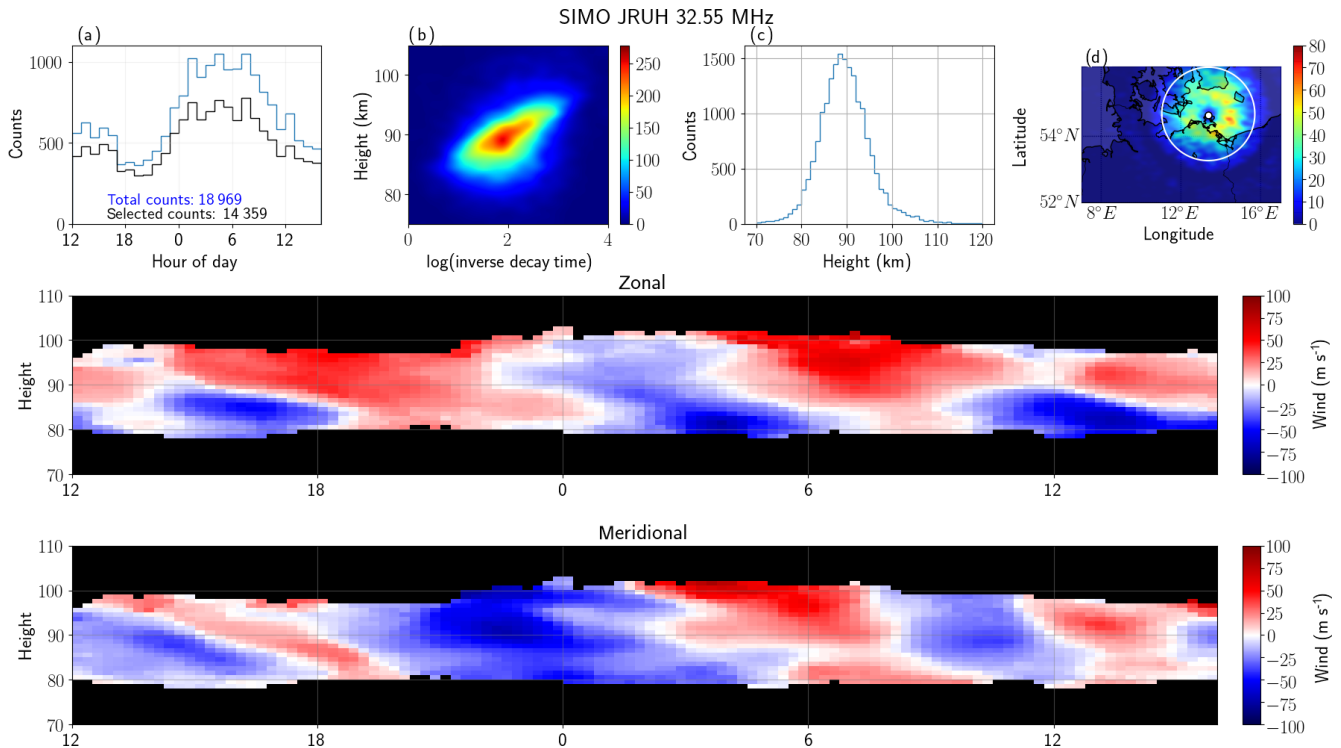 SIMO JRUH 32.55 MHz
(a)
Counts
1000
500
0
Total counts: 18 969
Selected counts: 14 359
12 18 0 6 12
Hour of day
(b)
Height (km)
100
90
80
0 2 4
log(inverse decay time)
250
200
150
100
50
0
(c)
Counts
1500
1000
500
0
70 80 90 100 110 120
Height (km)
(d)
Latitude
54°N
52°N
8°E 12°E 16°E
Longitude
80
70
60
50
40
30
20
10
0
Zonal
Height
110
100
90
80
70
12 18 0 6 12
100
75
50
25
0
−25
−50
−75
−100
Wind (m s⁻¹)
Meridional
Height
110
100
90
80
70
12 18 0 6 12
100
75
50
25
0
−25
−50
−75
−100
Wind (m s⁻¹)